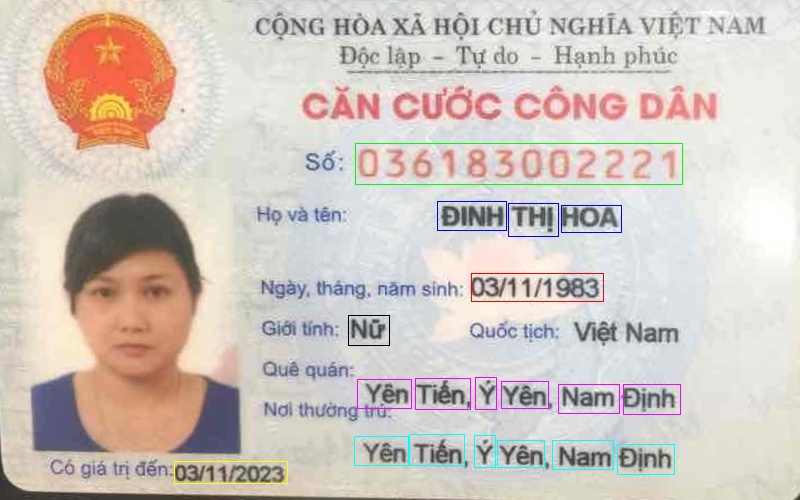 CỘNG HÒA XÃ HỘI CHỦ NGHĨA VIỆT NAM
Độc lập - Tự do - Hạnh phúc
CĂN CƯỚC CÔNG DÂN
Số: 036183002221
Họ và tên: ĐINH THỊ HOA
Ngày, tháng, năm sinh: 03/11/1983
Giới tính: Nữ Quốc tịch: Việt Nam
Quê quán:
Yên Tiến, Ý Yên, Nam Định
Nơi thường trú:
Yên Tiến, Ý Yên, Nam Định
Có giá trị đến: 03/11/2023